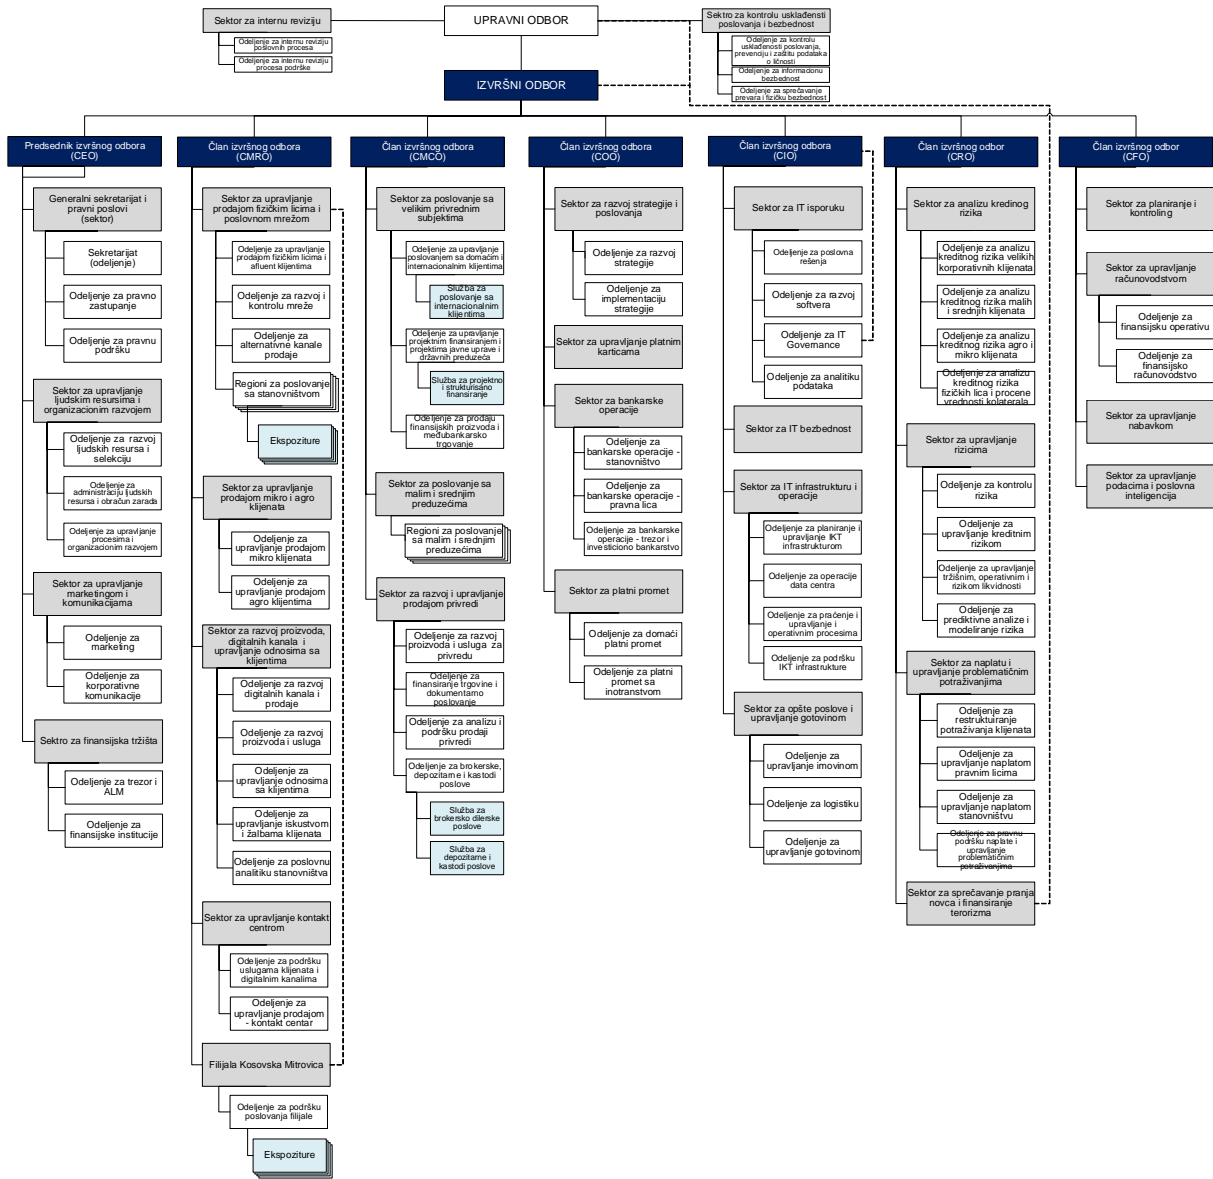 Sektor za internu reviziju
Odeljenje za internu reviziju
poslovnih procesa
Odeljenje za internu reviziju
procesa podrške
UPRAVNI ODBOR
IZVRŠNI ODBOR
Sektro za kontrolu usklađensti
poslovanja i bezbednost
Odeljenje za kontrolu
usklađenosti poslovanja,
prevenciju i zaštitu podataka
o ličnosti
Odeljenje za informacionu
bezbednost
Odeljenje za sprečavanje
prevara i fizičku bezbednost
Predsednik izvršnog odbora
(CEO)
Generalni sekretarijat i
pravni poslovi
(sektor)
Sekretarijat
(odeljenje)
Odeljenje za pravno
zastupanje
Odeljenje za pravnu
podršku
Sektor za upravljanje
ljudskim resursima i
organizacionim razvojem
Odeljenje za razvoj
ljudskih resursa i
selekciju
Odeljenje za
administraciju ljudskih
resursa i obračun zarada
Odeljenje za upravljanje
procesima i
organizacionim razvojem
Sektor za upravljanje
marketingom i
komunikacijama
Odeljenje za
marketing
Odeljenje za
korporativne
komunikacije
Sektro za finansijska tržišta
Odeljenje za trezor i
ALM
Odeljenje za
finansijske institucije
Član izvršnog odbora
(CMRO)
Sektor za upravljanje
prodajom fizičkim licima i
poslovnom mrežom
Odeljenje za upravljanje
prodajom fizičkim licima i
afluent klijentima
Odeljenje za razvoj i
kontrolu mreže
Odeljenje za
alternativne kanale
prodaje
Regioni za poslovanje
sa stanovništvom
Ekspoziture
Sektor za upravljanje
prodajom mikro i agro
klijenata
Odeljenje za
upravljanje prodajom
mikro klijenata
Odeljenje za
upravljanje prodajom
agro klijentima
Sektor za razvoj proizvoda,
digitalnih kanala i
upravljanje odnosima sa
klijentima
Odeljenje za razvoj
digitalnih kanala i
prodaje
Odeljenje za razvoj
proizvoda i usluga
Odeljenje za
upravljanje odnosima
sa klijentima
Odeljenje za
upravljanje iskustvom
i žalbama klijenata
Odeljenje za poslovnu
analitiku stanovništva
Sektor za upravljanje kontakt
centrom
Odeljenje za podršku
uslugama klijenata i
digitalnim kanalima
Odeljenje za
upravljanje prodajom
- kontakt centar
Filijala Kosovska Mitrovica
Odeljenje za podršku
poslovanja filijale
Ekspoziture
Član izvršnog odbora
(CMCO)
Sektor za poslovanje sa
velikim privrednim
subjektima
Odeljenje za upravljanje
poslovanjem sa domaćim i
internacionalnim klijentima
Služba za
poslovanje sa
internacionalnim
klijentima
Odeljenje za upravljanje
projektnim finansiranjem i
projektima javne uprave i
državnih preduzeća
Služba za projektno
i strukturisano
finansiranje
Odeljenje za prodaju
finansijskih proizvoda i
međubankarsko
trgovanje
Sektor za poslovanje sa
malim i srednjim
preduzećima
Regioni za poslovanje
sa malim i srednjim
preduzećima
Sektor za razvoj i upravljanje
prodajom privredi
Odeljenje za razvoj
proizvoda i usluga za
privredu
Odeljenje za
finansiranje trgovine i
dokumentarno
poslovanje
Odeljenje za analizu i
podršku prodaji
privredi
Odeljenje za brokerske,
depozitarne i kastodi
poslove
Služba za
brokersko dilerske
poslove
Služba za
depozitarne i
kastodi poslove
Član izvršnog odbora
(COO)
Sektor za razvoj strategije i
poslovanja
Odeljenje za razvoj
strategije
Odeljenje za
implementaciju
strategije
Sektor za upravljanje platnim
karticama
Sektor za bankarske
operacije
Odeljenje za
bankarske operacije -
stanovništvo
Odeljenje za
bankarske operacije -
pravna lica
Odeljenje za bankarske
operacije - trezor i
investiciono bankarstvo
Sektor za platni promet
Odeljenje za domaći
platni promet
Odeljenje za platni
promet sa
inotranstvom
Član izvršnog odbora
(CIO)
Sektor za IT isporuku
Odeljenje za poslovna
rešenja
Odeljenje za razvoj
softvera
Odeljenje za IT
Governance
Odeljenje za analitiku
podataka
Sektor za IT bezbednost
Sektor za IT infrastrukturu i
operacije
Odeljenje za planiranje i
upravljanje IKT
infrastrukturom
Odeljenje za operacije
data centra
Odeljenje za praćenje i
upravljanje i
operativnim procesima
Odeljenje za podršku
IKT infrastrukture
Sektor za opšte poslove i
upravljanje gotovinom
Odeljenje za
upravljanje imovinom
Odeljenje za logistiku
Odeljenje za
upravljanje gotovinom
Član izvršnog odbor
(CRO)
Sektor za analizu kredinog
rizika
Odeljenje za analizu
kreditnog rizika velikih
korporativnih klijenata
Odeljenje za analizu
kreditnog rizika malih
i srednjih klijenata
Odeljenje za analizu
kreditnog rizika agro i
mikro klijenata
Odeljenje za analizu
kreditnog rizika
fizičkih lica i procene
vrednosti kolaterala
Sektor za upravljanje
rizicima
Odeljenje za kontrolu
rizika
Odeljenje za
upravljanje kreditnim
rizikom
Odeljenje za upravljanje
tržišnim, operativnim i
rizikom likvidnosti
Odeljenje za
prediktivne analize i
modeliranje rizika
Sektor za naplatu i
upravljanje problematičnim
potraživanjima
Odeljenje za
restruktuiranje
potraživanja klijenata
Odeljenje za
upravljanje naplatom
pravnim licima
Odeljenje za
upravljanje naplatom
stanovništvu
Odeljenje za pravnu
podršku naplate i
upravljanje
problematičnim
potraživanjima
Sektor za sprečavanje pranja
novca i finansiranje
terorizma
Član izvršnog odbor
(CFO)
Sektor za planiranje i
kontroling
Sektor za upravljanje
računovodstvom
Odeljenje za
finansijsku operativu
Odeljenje za
finansijsko
računovodstvo
Sektor za upravljanje
nabavkom
Sektor za upravljanje
podacima i poslovna
inteligencija